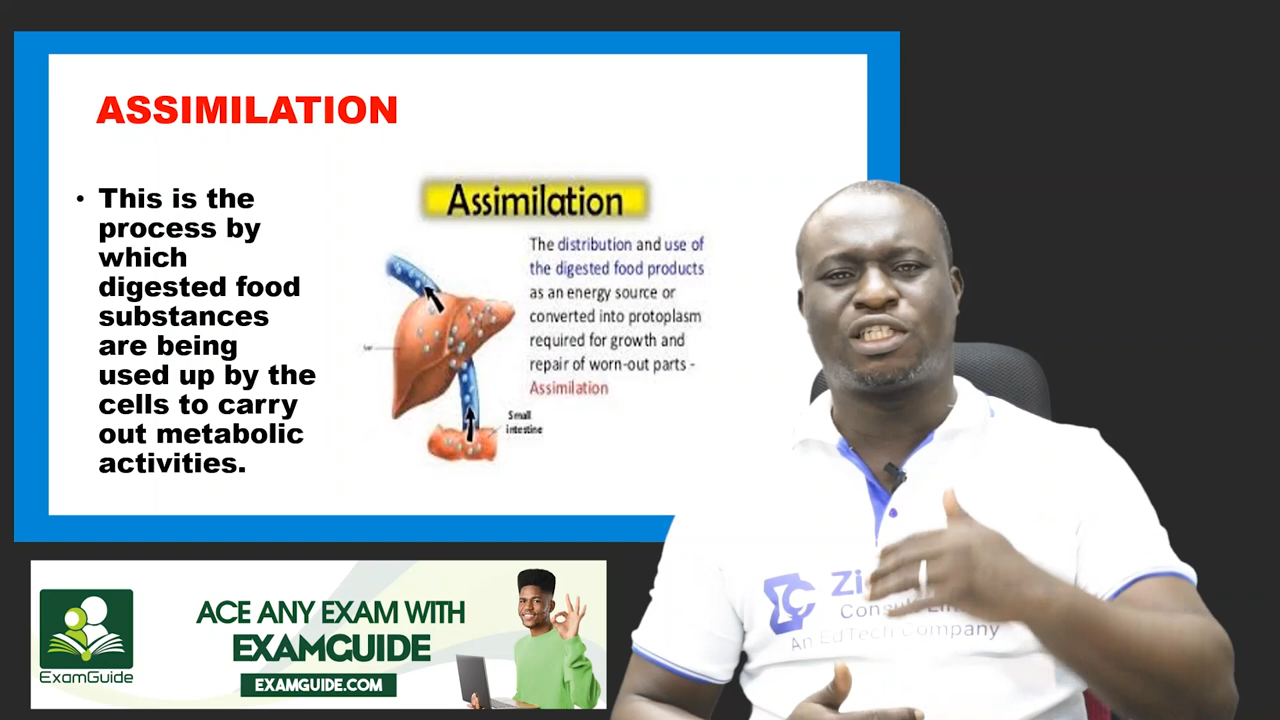 ASSIMILATION
• This is the
process by
which
digested food
substances
are being
used up by the
cells to carry
out metabolic
activities.
Assimilation
The distribution and use of
the digested food products
as an energy source or
converted into protoplasm
required for growth and
repair of worn-out parts -
Assimilation
Small
intestine
ExamGuide
ACE ANY EXAM WITH
EXAMGUIDE
EXAMGUIDE.COM
An EdTech Company